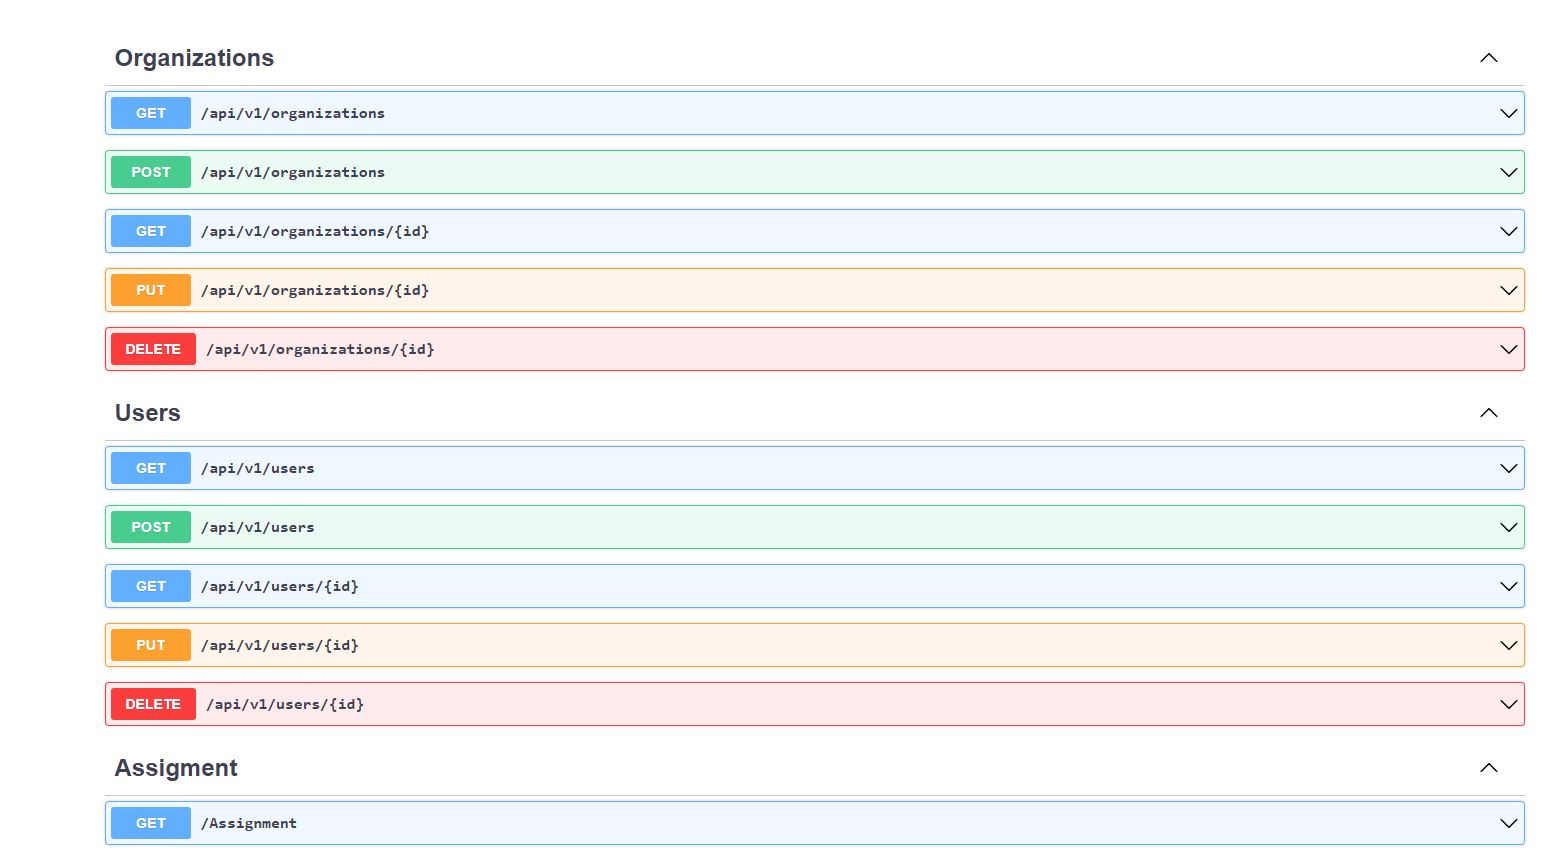 Organizations
GET /api/v1/organizations
POST /api/v1/organizations
GET /api/v1/organizations/{id}
PUT /api/v1/organizations/{id}
DELETE /api/v1/organizations/{id}
Users
GET /api/v1/users
POST /api/v1/users
GET /api/v1/users/{id}
PUT /api/v1/users/{id}
DELETE /api/v1/users/{id}
Assigment
GET /Assignment